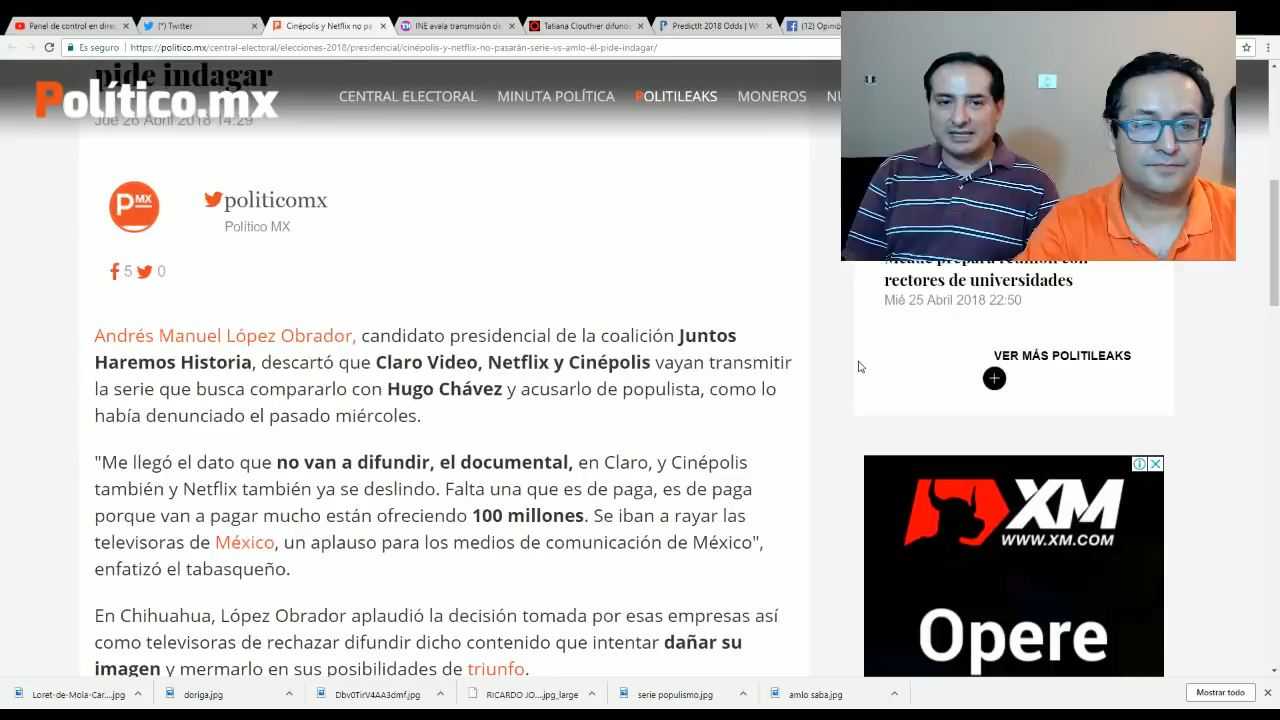 Panel de control en direc
(*) Twitter
Cinépolis y Netflix no pa
INE avala transmisión de
Tatiana Clouthier difund
PredictIt 2018 Odds | W
(12) Opinió
Es seguro
https://politico.mx/central-electoral/elecciones-2018/presidencial/cinépolis-y-netflix-no-pasarán-serie-vs-amlo-él-pide-indagar/
pide indagar
Político.mx
CENTRAL ELECTORAL
MINUTA POLÍTICA
POLITILEAKS
MONEROS
NU
Jue 26 Abril 2018 14:29
P MX
politicomx
Político MX
5
0
Meade prepara reunión con
rectores de universidades
Mié 25 Abril 2018 22:50
VER MÁS POLITILEAKS
Andrés Manuel López Obrador, candidato presidencial de la coalición Juntos
Haremos Historia, descartó que Claro Video, Netflix y Cinépolis vayan transmitir
la serie que busca compararlo con Hugo Chávez y acusarlo de populista, como lo
había denunciado el pasado miércoles.
"Me llegó el dato que no van a difundir, el documental, en Claro, y Cinépolis
también y Netflix también ya se deslindo. Falta una que es de paga, es de paga
porque van a pagar mucho están ofreciendo 100 millones. Se iban a rayar las
televisoras de México, un aplauso para los medios de comunicación de México",
enfatizó el tabasqueño.
En Chihuahua, López Obrador aplaudió la decisión tomada por esas empresas así
como televisoras de rechazar difundir dicho contenido que intentar dañar su
imagen y mermarlo en sus posibilidades de triunfo.
XM
WWW.XM.COM
Opere
Loret-de-Mola-Car....jpg
doriga.jpg
Dbv0TirV4AA3dmf.jpg
RICARDO JO....jpg_large
serie populismo.jpg
amlo saba.jpg
Mostrar todo